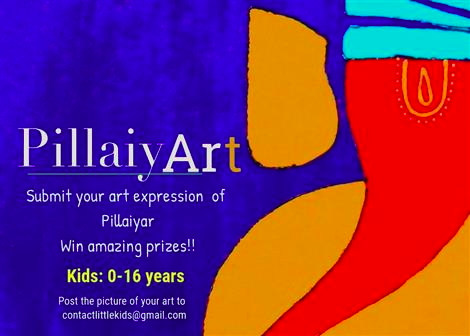 PillaiyArt
Submit your art expression of
Pillaiyar
Win amazing prizes!!
Kids: 0-16 years
Post the picture of your art to
contactlittlekids@gmail.com